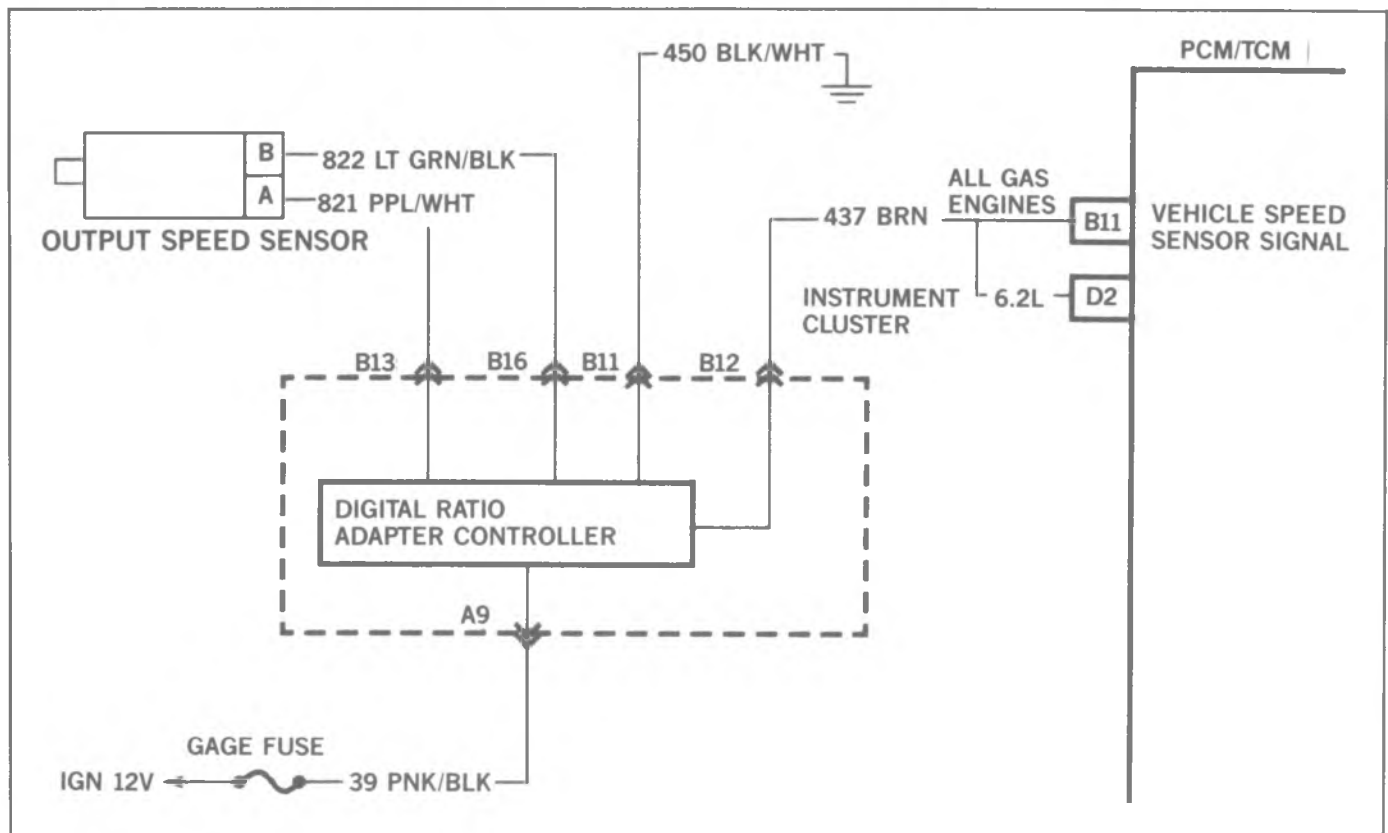 450 BLK/WHT
PCM/TCM
B
822 LT GRN/BLK
A
821 PPL/WHT
OUTPUT SPEED SENSOR
ALL GAS
ENGINES
437 BRN
B11
VEHICLE SPEED
SENSOR SIGNAL
INSTRUMENT
CLUSTER
6.2L
D2
B13
B16
B11
B12
DIGITAL RATIO
ADAPTER CONTROLLER
A9
GAGE FUSE
IGN 12V
39 PNK/BLK